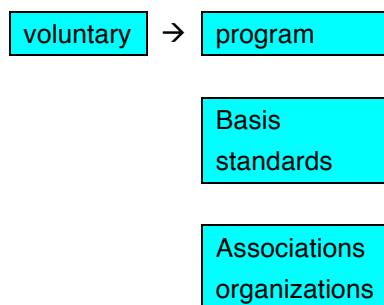 voluntary → program
Basis
standards
Associations
organizations